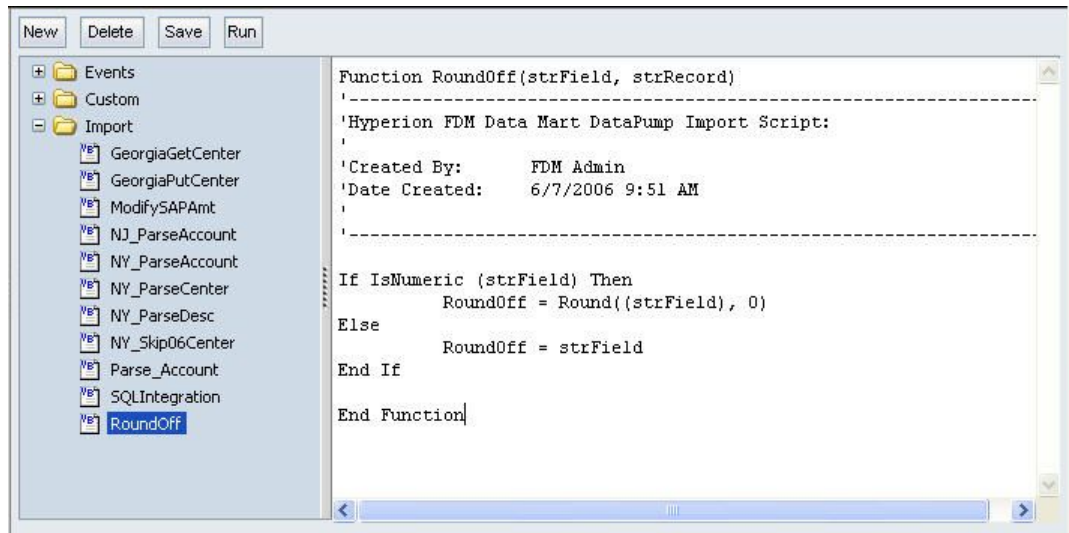 New Delete Save Run
Events
Custom
Import
GeorgiaGetCenter
GeorgiaPutCenter
ModifySAPAmt
NJ_ParseAccount
NY_ParseAccount
NY_ParseCenter
NY_ParseDesc
NY_Skip06Center
Parse_Account
SQLIntegration
RoundOff
Function RoundOff(strField, strRecord)
'------------------------------------------------------------------
'Hyperion FDM Data Mart DataPump Import Script:
'
'Created By: FDM Admin
'Date Created: 6/7/2006 9:51 AM
'
'------------------------------------------------------------------
If IsNumeric (strField) Then
RoundOff = Round((strField), 0)
Else
RoundOff = strField
End If
End Function